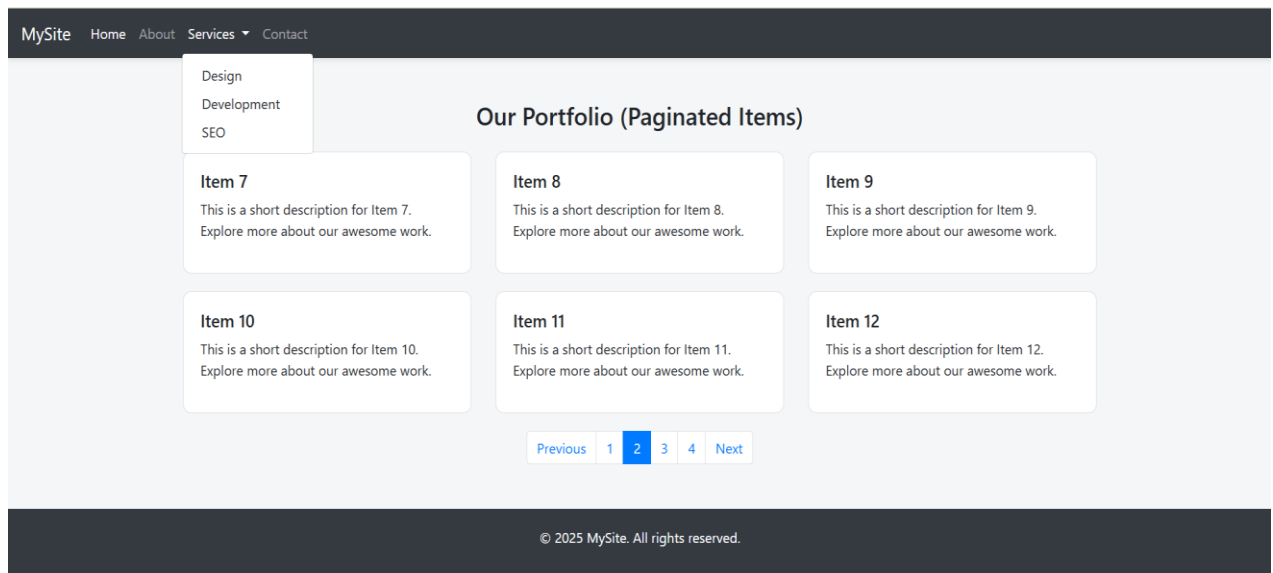 MySite Home About Services Contact
Design
Development
SEO
Our Portfolio (Paginated Items)
Item 7
This is a short description for Item 7.
Explore more about our awesome work.
Item 8
This is a short description for Item 8.
Explore more about our awesome work.
Item 9
This is a short description for Item 9.
Explore more about our awesome work.
Item 10
This is a short description for Item 10.
Explore more about our awesome work.
Item 11
This is a short description for Item 11.
Explore more about our awesome work.
Item 12
This is a short description for Item 12.
Explore more about our awesome work.
Previous 1 2 3 4 Next
© 2025 MySite. All rights reserved.